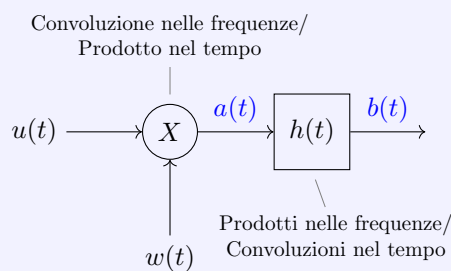 Convoluzione nelle frequenze/
Prodotto nel tempo
a(t)
b(t)
u(t)
X
h(t)
Prodotti nelle frequenze/
Convoluzioni nel tempo
w(t)